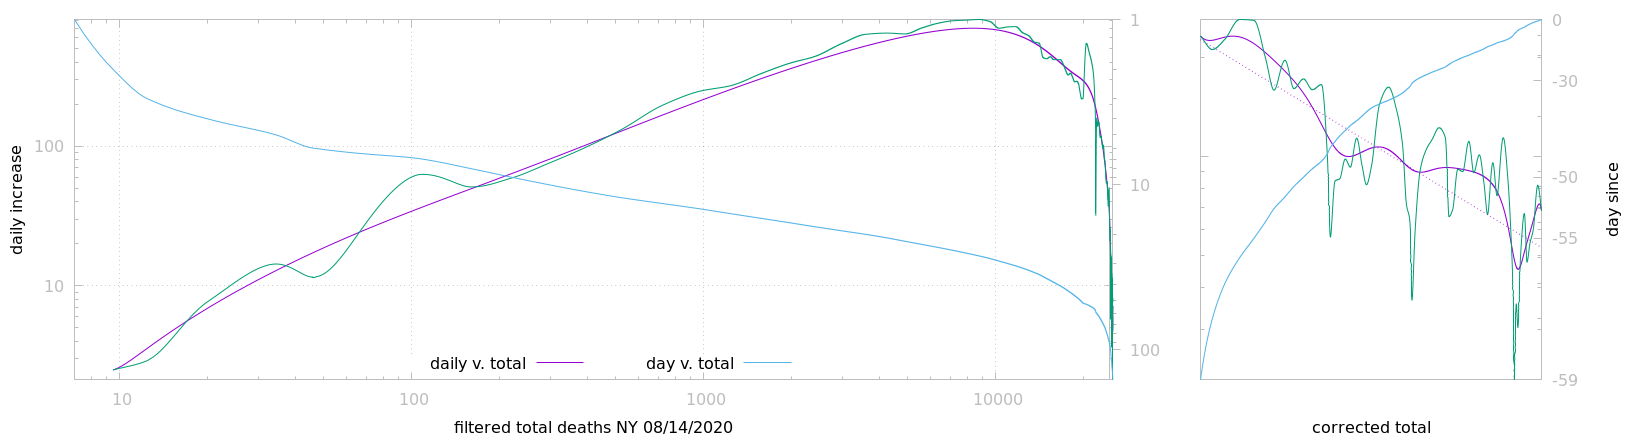 daily increase
100
10
10
100
1000
10000
1
10
100
daily v. total
day v. total
filtered total deaths NY 08/14/2020
0
-30
-50
-55
-59
day since
corrected total